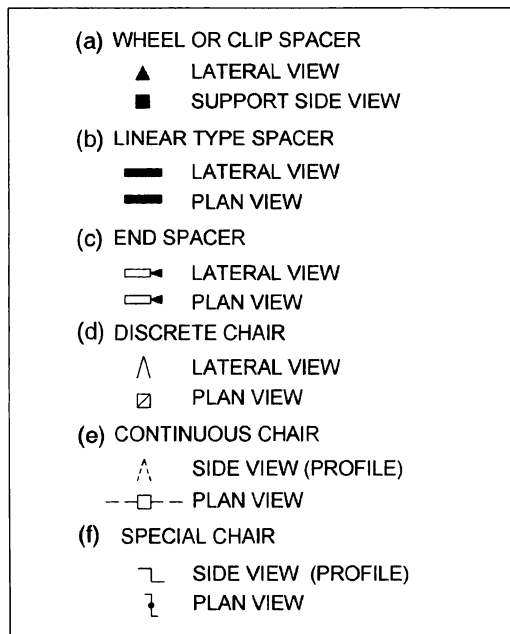 (a) WHEEL OR CLIP SPACER
LATERAL VIEW
SUPPORT SIDE VIEW
(b) LINEAR TYPE SPACER
LATERAL VIEW
PLAN VIEW
(c) END SPACER
LATERAL VIEW
PLAN VIEW
(d) DISCRETE CHAIR
LATERAL VIEW
PLAN VIEW
(e) CONTINUOUS CHAIR
SIDE VIEW (PROFILE)
PLAN VIEW
(f) SPECIAL CHAIR
SIDE VIEW (PROFILE)
PLAN VIEW